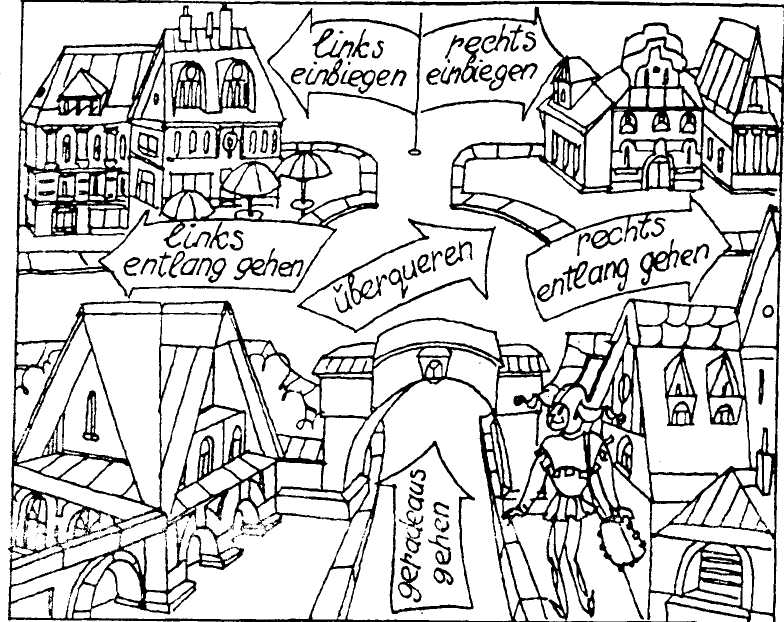 links
einbiegen
rechts
einbiegen
links
entlang gehen
überqueren
rechts
entlang gehen
geradeaus
gehen